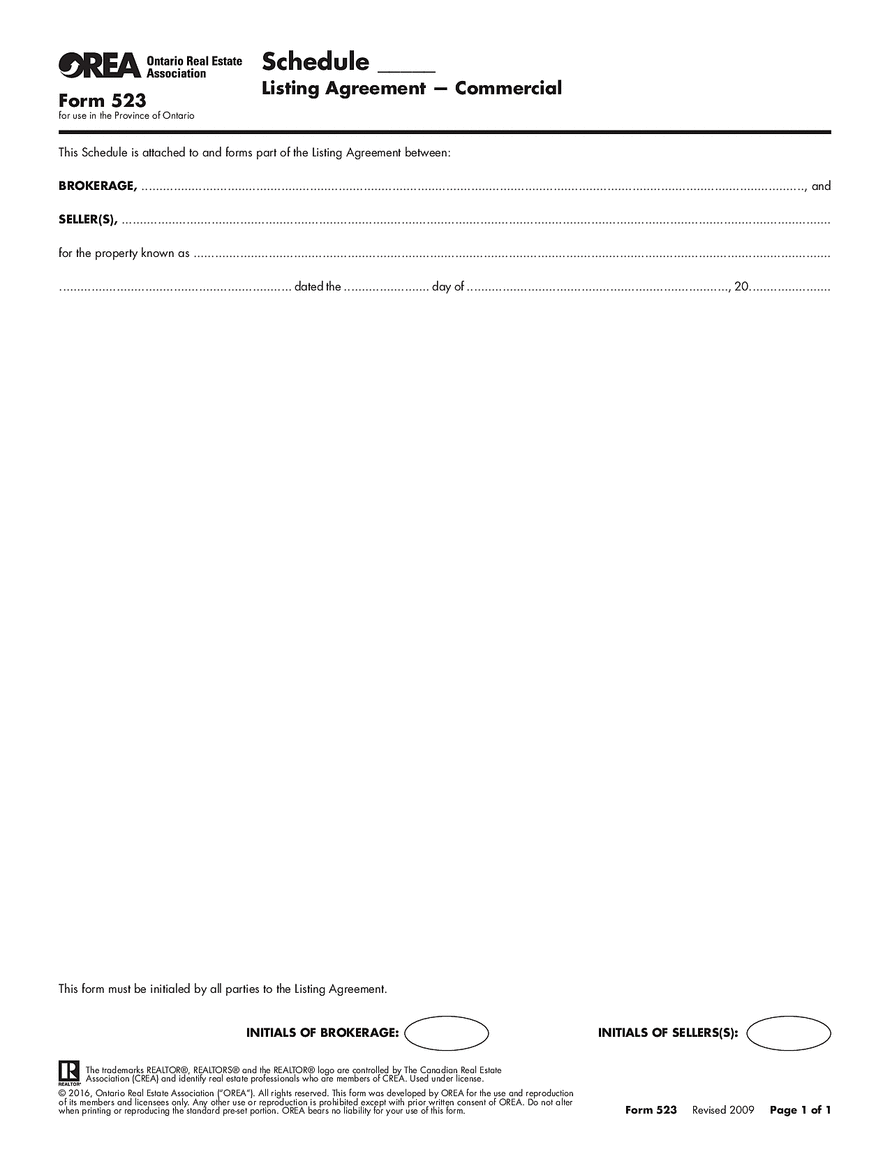 OREA Ontario Real Estate
Association
Schedule _____
Listing Agreement — Commercial
Form 523
for use in the Province of Ontario
This Schedule is attached to and forms part of the Listing Agreement between:
BROKERAGE, ......................................................................................................................................................................................, and
SELLER(S), ....................................................................................................................................................................................................
for the property known as ..................................................................................................................................................................................
................................................................. dated the ........................ day of ........................................................................., 20.......................
This form must be initialed by all parties to the Listing Agreement.
INITIALS OF BROKERAGE:
INITIALS OF SELLERS(S):
R
REALTOR®
The trademarks REALTOR®, REALTORS® and the REALTOR® logo are controlled by The Canadian Real Estate
Association (CREA) and identify real estate professionals who are members of CREA. Used under license.
© 2016, Ontario Real Estate Association ("OREA"). All rights reserved. This form was developed by OREA for the use and reproduction
of its members and licensees only. Any other use or reproduction is prohibited except with prior written consent of OREA. Do not alter
when printing or reproducing the standard pre-set portion. OREA bears no liability for your use of this form.
Form 523 Revised 2009 Page 1 of 1